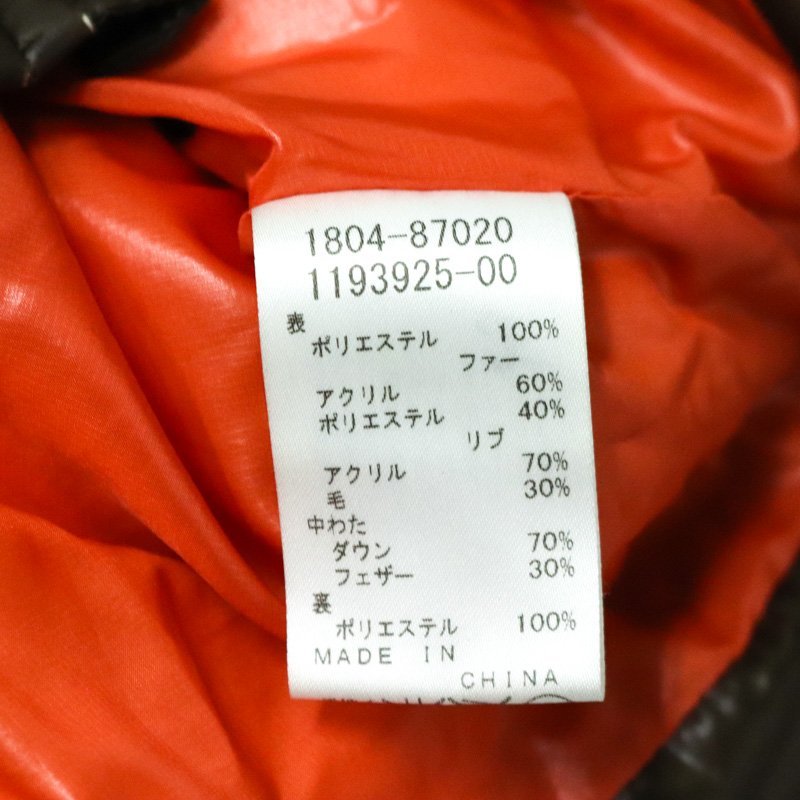 1804-87020
1193925-00
表
ポリエステル 100%
ファー
アクリル 60%
ポリエステル 40%
リブ
アクリル 70%
毛 30%
中わた
ダウン 70%
フェザー 30%
裏
ポリエステル 100%
MADE IN
CHINA